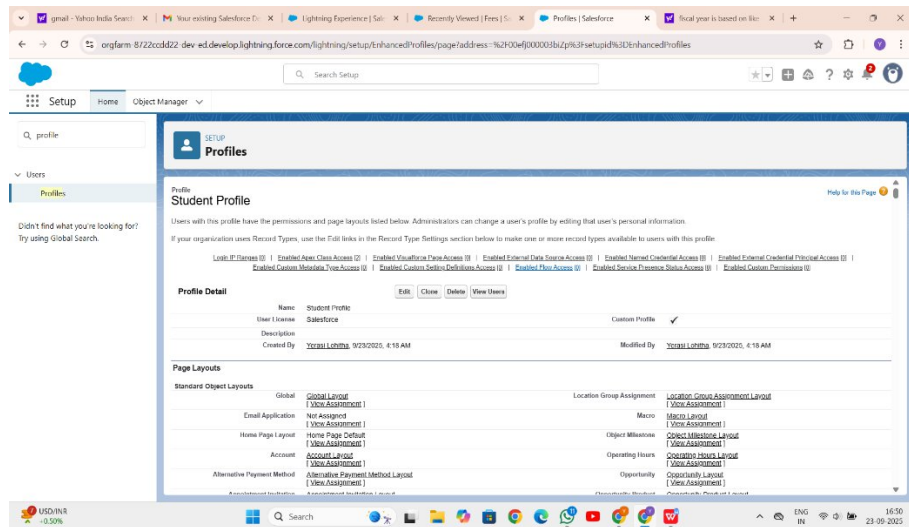 gmail - Yahoo India Search
Your existing Salesforce D
Lightning Experience | Sale
Recently Viewed | Fees | S
Profiles | Salesforce
fiscal year is based on
orgfarm-8722ccdd22-dev-ed.develop.lightning.force.com/lightning/setup/EnhancedProfiles/page?address=%2F00efj000003biZp%3Fsetupid%3DEnhancedProfiles
Y
Search Setup
2
Setup Home Object Manager
profile
SETUP
Profiles
Users
Profiles
Didn't find what you're looking for?
Try using Global Search.
Profile
Student Profile
Help for this Page
Users with this profile have the permissions and page layouts listed below. Administrators can change a user's profile by editing that user's personal information.
If your organization uses Record Types, use the Edit links in the Record Type Settings section below to make one or more record types available to users with this profile.
Login IP Ranges [0] | Enabled Apex Class Access [2] | Enabled Visualforce Page Access [0] | Enabled External Data Source Access [0] | Enabled Named Credential Access [0] | Enabled External Credential Principal Access [0] |
Enabled Custom Metadata Type Access [0] | Enabled Custom Setting Definitions Access [0] | Enabled Flow Access [0] | Enabled Service Presence Status Access [0] | Enabled Custom Permissions [0]
Profile Detail Edit Clone Delete View Users
Name Student Profile
User License Salesforce Custom Profile ✓
Description
Created By Yerasi Lohitha, 9/23/2025, 4:18 AM Modified By Yerasi Lohitha, 9/23/2025, 4:18 AM
Page Layouts
Standard Object Layouts
Global Global Layout Location Group Assignment Location Group Assignment Layout
[ View Assignment ] [ View Assignment ]
Email Application Not Assigned Macro Macro Layout
[ View Assignment ] [ View Assignment ]
Home Page Layout Home Page Default Object Milestone Object Milestone Layout
[ View Assignment ] [ View Assignment ]
Account Account Layout Operating Hours Operating Hours Layout
[ View Assignment ] [ View Assignment ]
Alternative Payment Method Alternative Payment Method Layout Opportunity Opportunity Layout
[ View Assignment ] [ View Assignment ]
Appointment Invitation Appointment Invitation Layout Opportunity Product Opportunity Product Layout
USD/INR
+0.50%
Search
ENG
IN
16:50
23-09-2025